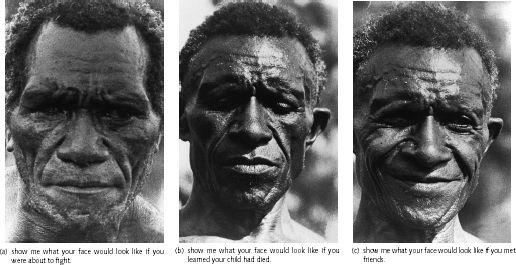 (a) show me what your face would look like if you
were about to fight.
(b) show me what your face would look like if you
learned your child had died.
(c) show me what your face would look like if you met
friends.